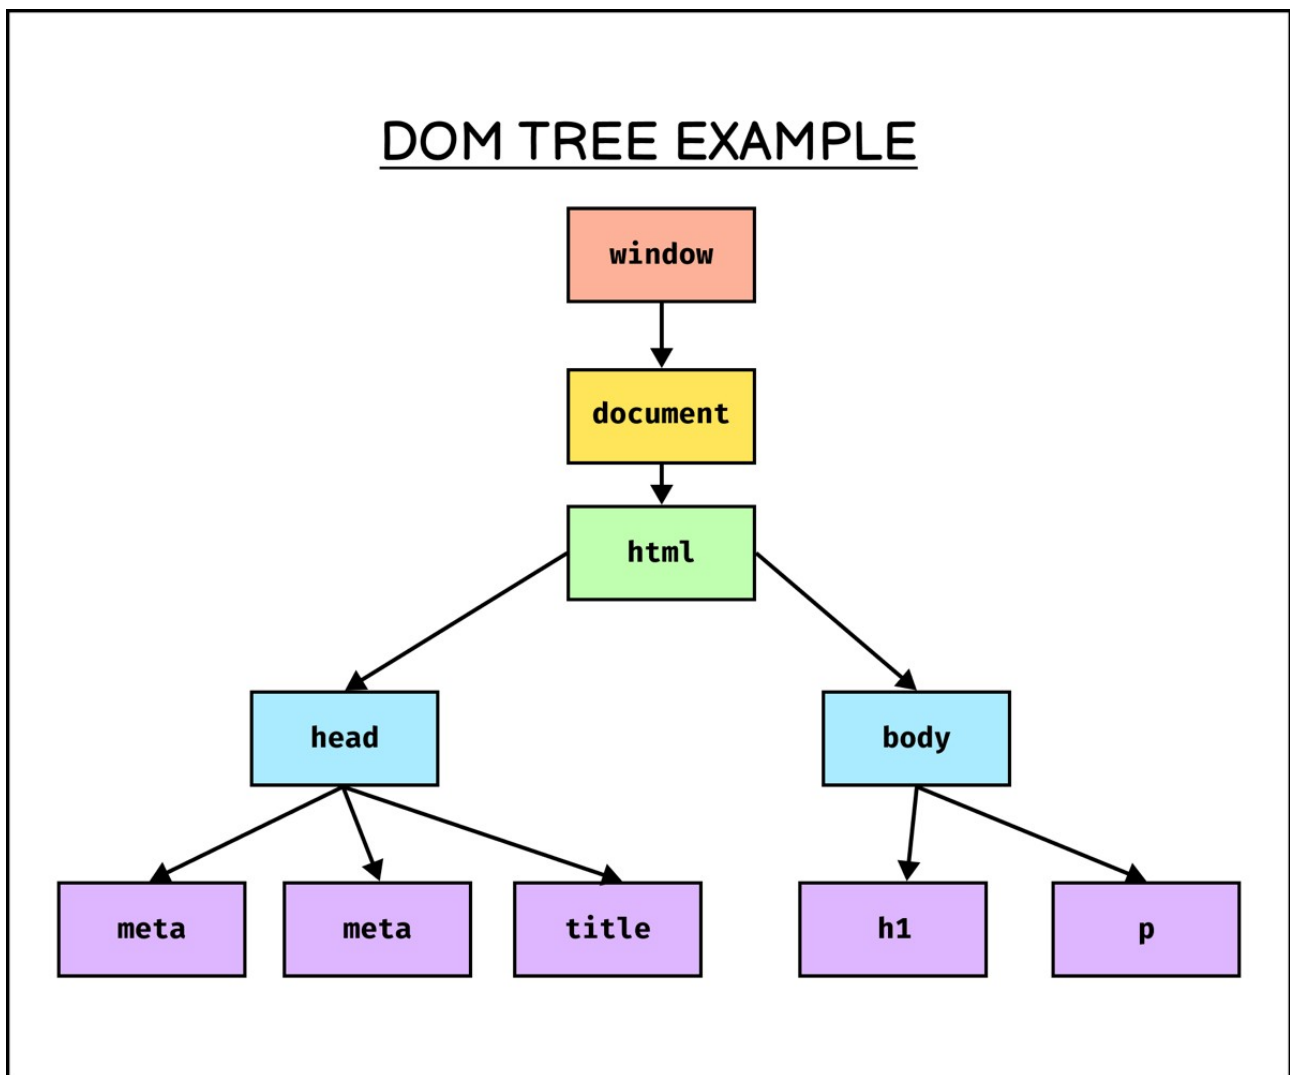 DOM TREE EXAMPLE
window
document
html
head
body
meta
meta
title
h1
p